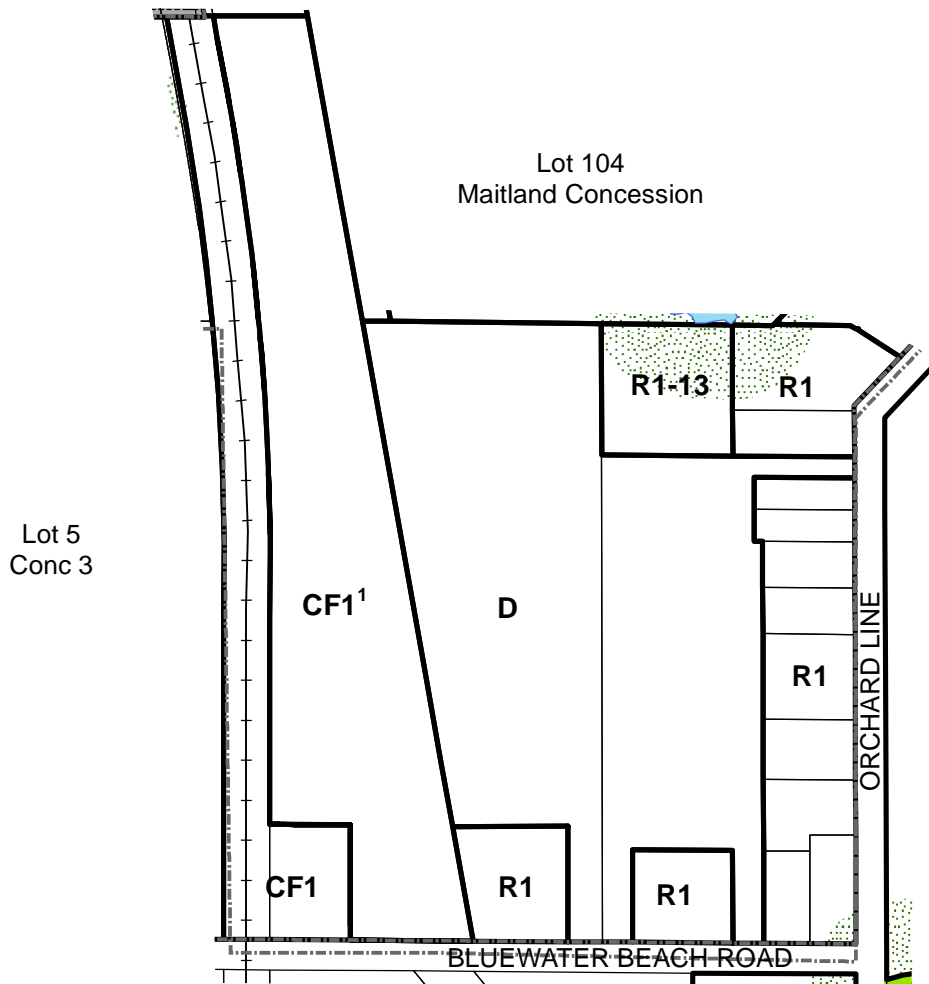 Lot 104
Maitland Concession
R1-13
R1
Lot 5
Conc 3
CF1¹
D
R1
ORCHARD LINE
CF1
R1
R1
BLUEWATER BEACH ROAD